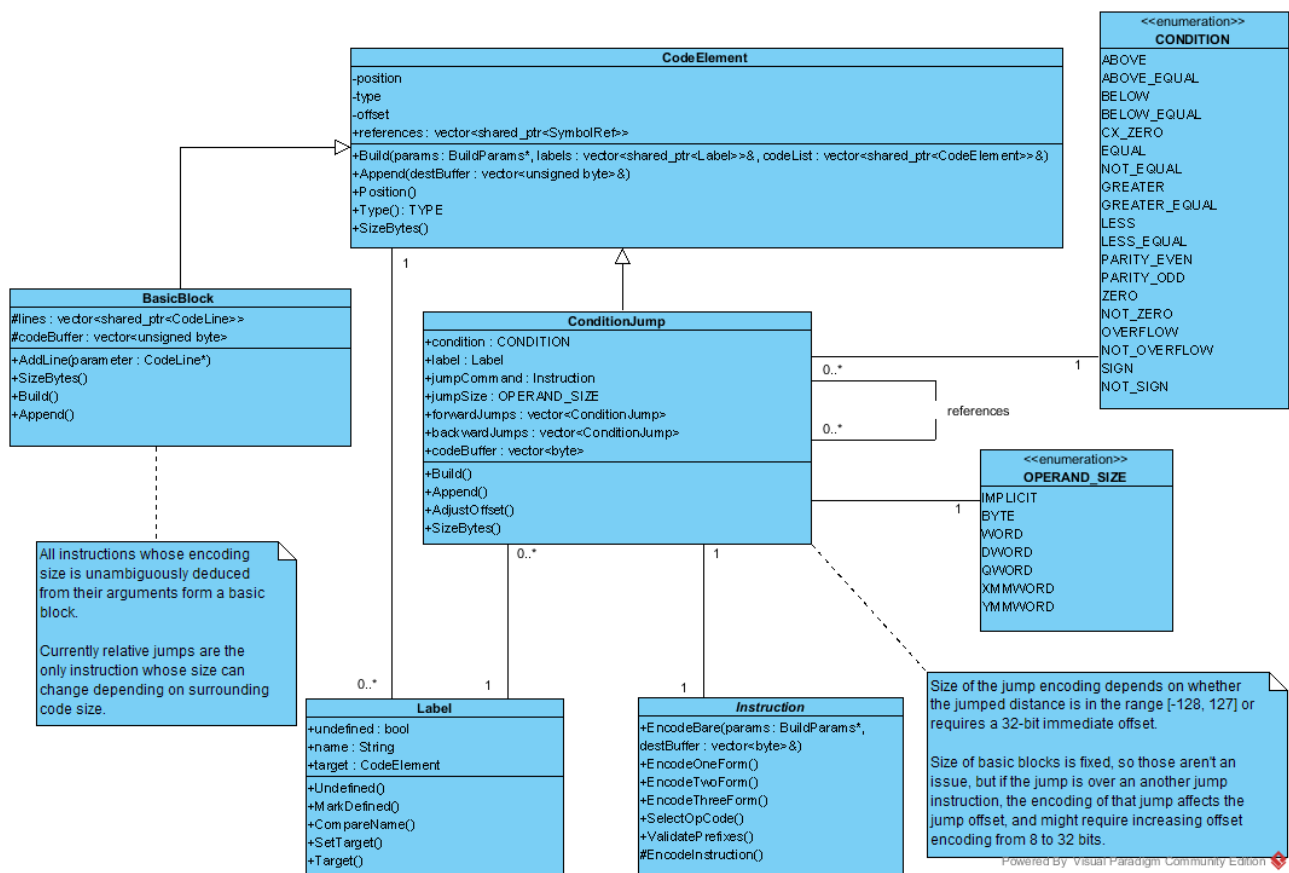 <<enumeration>>
CONDITION
ABOVE
ABOVE_EQUAL
BELOW
BELOW_EQUAL
CX_ZERO
EQUAL
NOT_EQUAL
GREATER
GREATER_EQUAL
LESS
LESS_EQUAL
PARITY_EVEN
PARITY_ODD
ZERO
NOT_ZERO
OVERFLOW
NOT_OVERFLOW
SIGN
NOT_SIGN
CodeElement
-position
-type
-offset
+references : vector<shared_ptr<SymbolRef>>
+Build(params : BuildParams*, labels : vector<shared_ptr<Label>>&, codeList : vector<shared_ptr<CodeElement>>&)
+Append(destBuffer : vector<unsigned byte>&)
+Position()
+Type() : TYPE
+SizeBytes()
1
BasicBlock
#lines : vector<shared_ptr<CodeLine>>
#codeBuffer : vector<unsigned byte>
+AddLine(parameter : CodeLine*)
+SizeBytes()
+Build()
+Append()
ConditionJump
+condition : CONDITION
+label : Label
+jumpCommand : Instruction
+jumpSize : OPERAND_SIZE
+forwardJumps : vector<ConditionJump>
+backwardJumps : vector<ConditionJump>
+codeBuffer : vector<byte>
+Build()
+Append()
+AdjustOffset()
+SizeBytes()
1
0..*
references
0..*
<<enumeration>>
OPERAND_SIZE
IMPLICIT
BYTE
WORD
DWORD
QWORD
XMMWORD
YMMWORD
1
0..*
1
All instructions whose encoding
size is unambiguously deduced
from their arguments form a basic
block.
Currently relative jumps are the
only instruction whose size can
change depending on surrounding
code size.
0..*
1
1
Label
+undefined : bool
+name : String
+target : CodeElement
+Undefined()
+MarkDefined()
+CompareName()
+SetTarget()
+Target()
Instruction
+EncodeBare(params : BuildParams*,
destBuffer : vector<byte>&)
+EncodeOneForm()
+EncodeTwoForm()
+EncodeThreeForm()
+SelectOpCode()
+ValidatePrefixes()
#EncodeInstruction()
Size of the jump encoding depends on whether
the jumped distance is in the range [-128, 127] or
requires a 32-bit immediate offset.
Size of basic blocks is fixed, so those aren't an
issue, but if the jump is over an another jump
instruction, the encoding of that jump affects the
jump offset, and might require increasing offset
encoding from 8 to 32 bits.
Powered By Visual Paradigm Community Edition